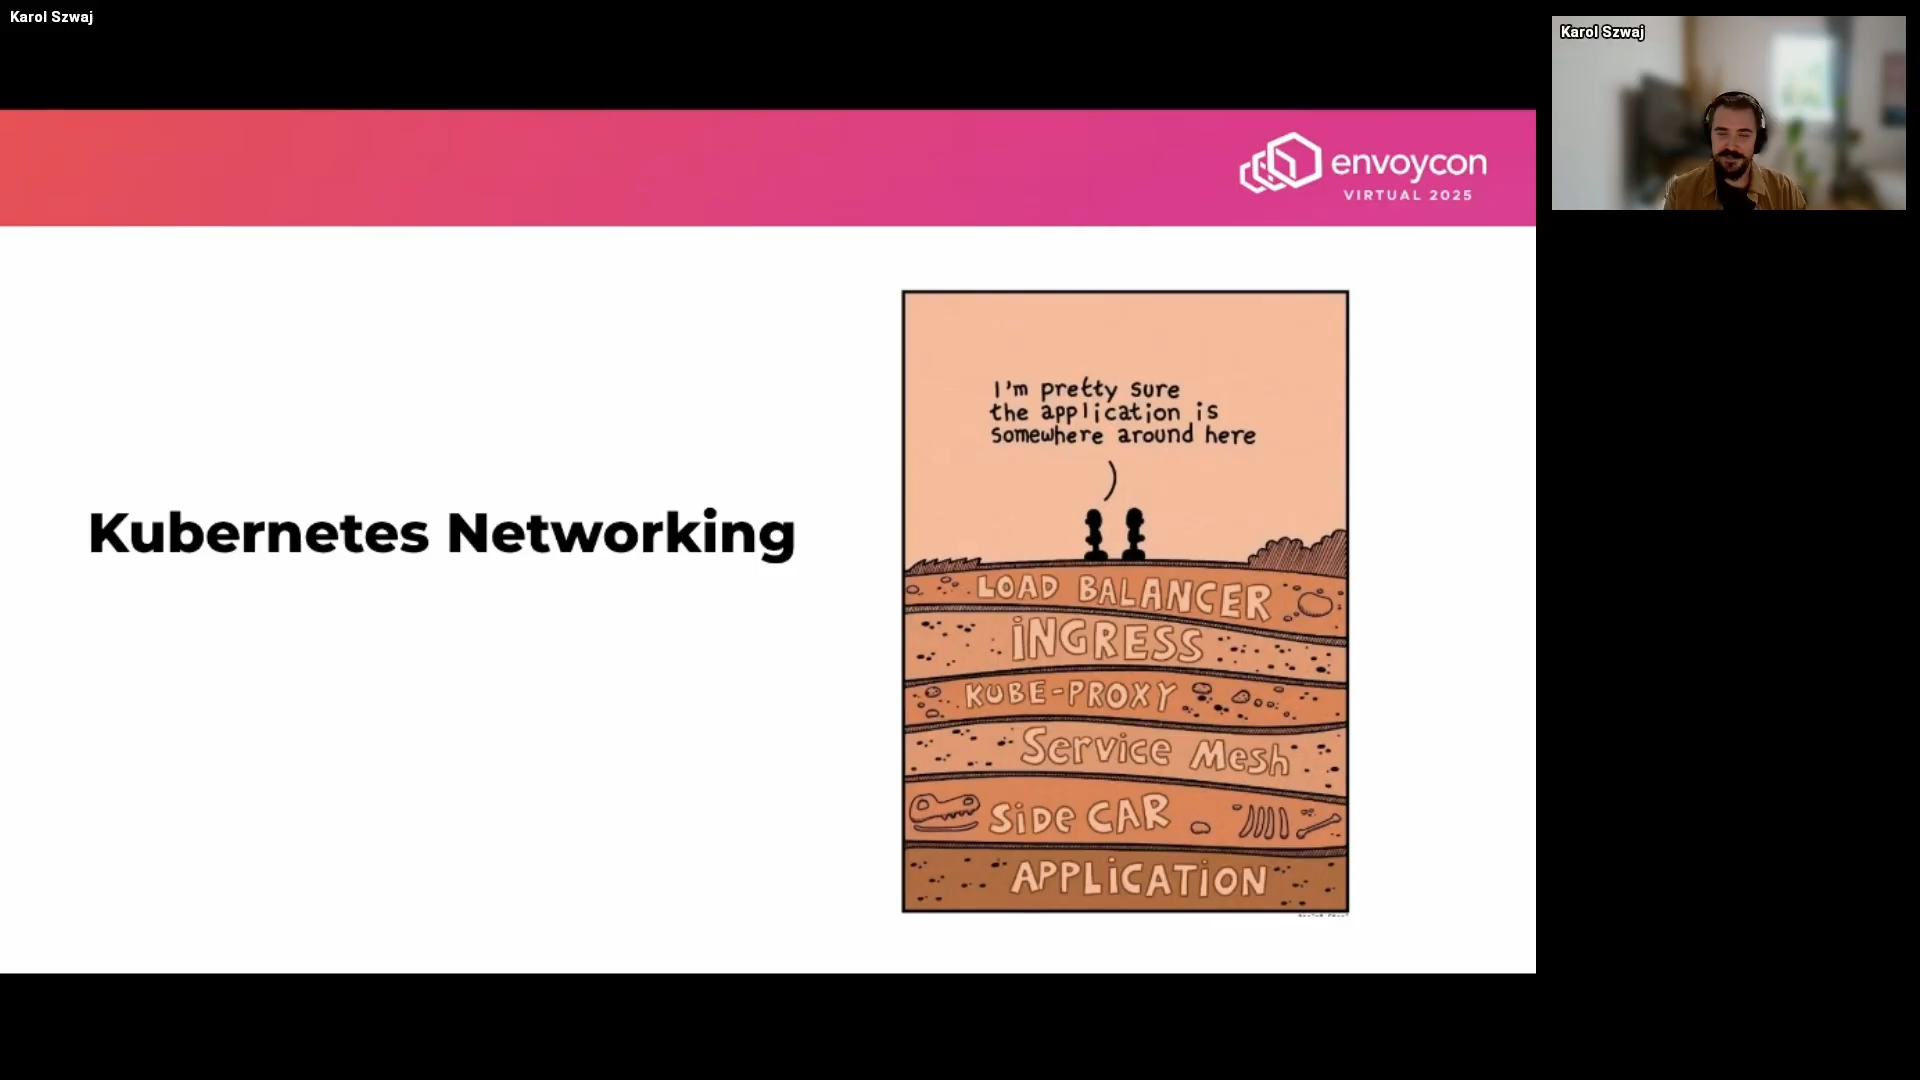 Karol Szwaj
Karol Szwaj
envoycon
VIRTUAL 2025
Kubernetes Networking
I'm pretty sure
the application is
somewhere around here
LOAD BALANCER
iNGRESS
KUBE-PROXY
Service Mesh
SiDe CAR
APPLiCATiON